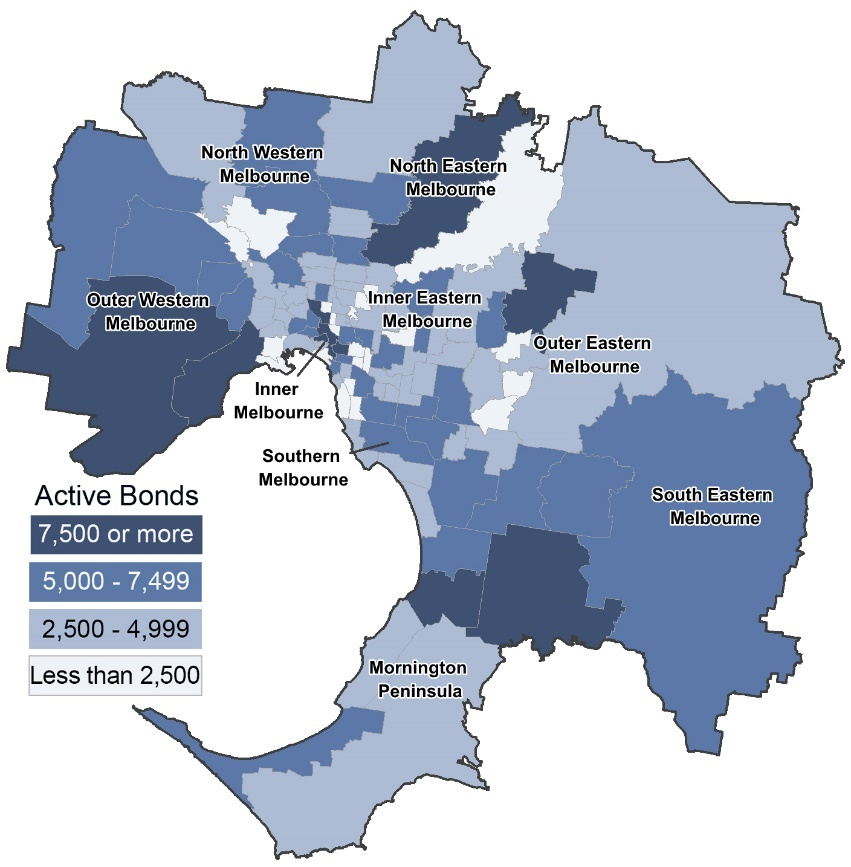 North Western
Melbourne
North Eastern
Melbourne
Outer Western
Melbourne
Inner Eastern
Melbourne
Outer Eastern
Melbourne
Inner
Melbourne
Southern
Melbourne
South Eastern
Melbourne
Mornington
Peninsula
Active Bonds
7,500 or more
5,000 - 7,499
2,500 - 4,999
Less than 2,500